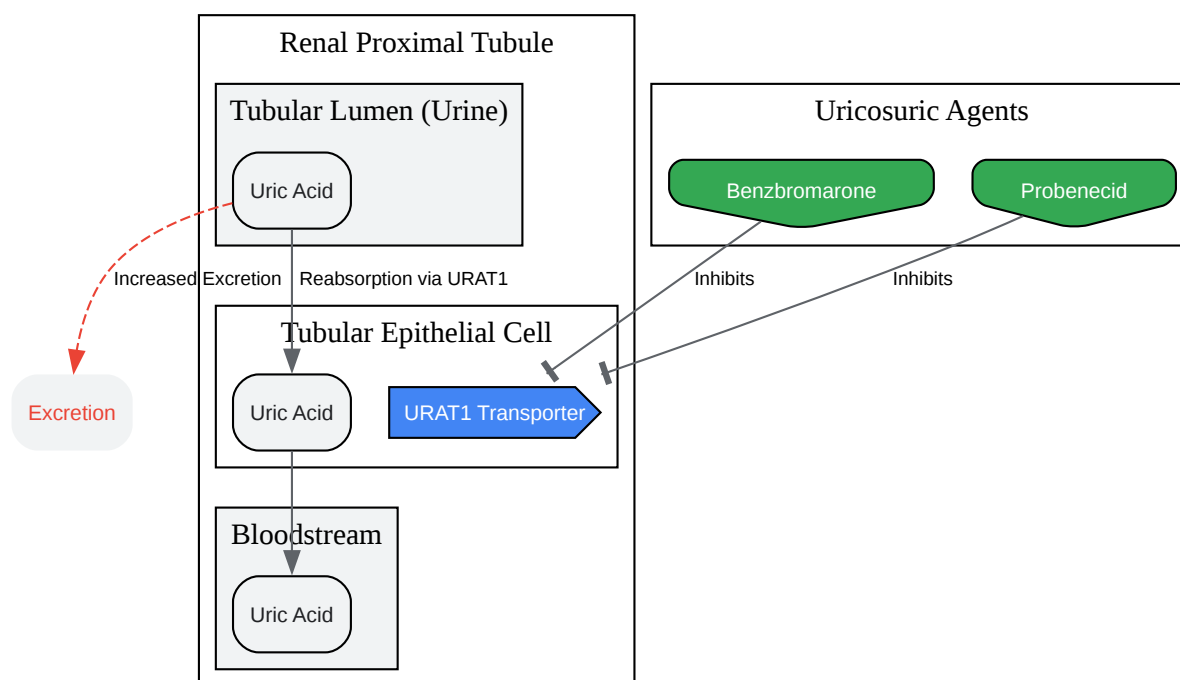 Renal Proximal Tubule
Tubular Lumen (Urine)
Uricosuric Agents
Uric Acid
Benzbromarone
Probenecid
Increased Excretion
Reabsorption via URAT1
Inhibits
Inhibits
Tubular Epithelial Cell
Excretion
Uric Acid
URAT1 Transporter
Bloodstream
Uric Acid